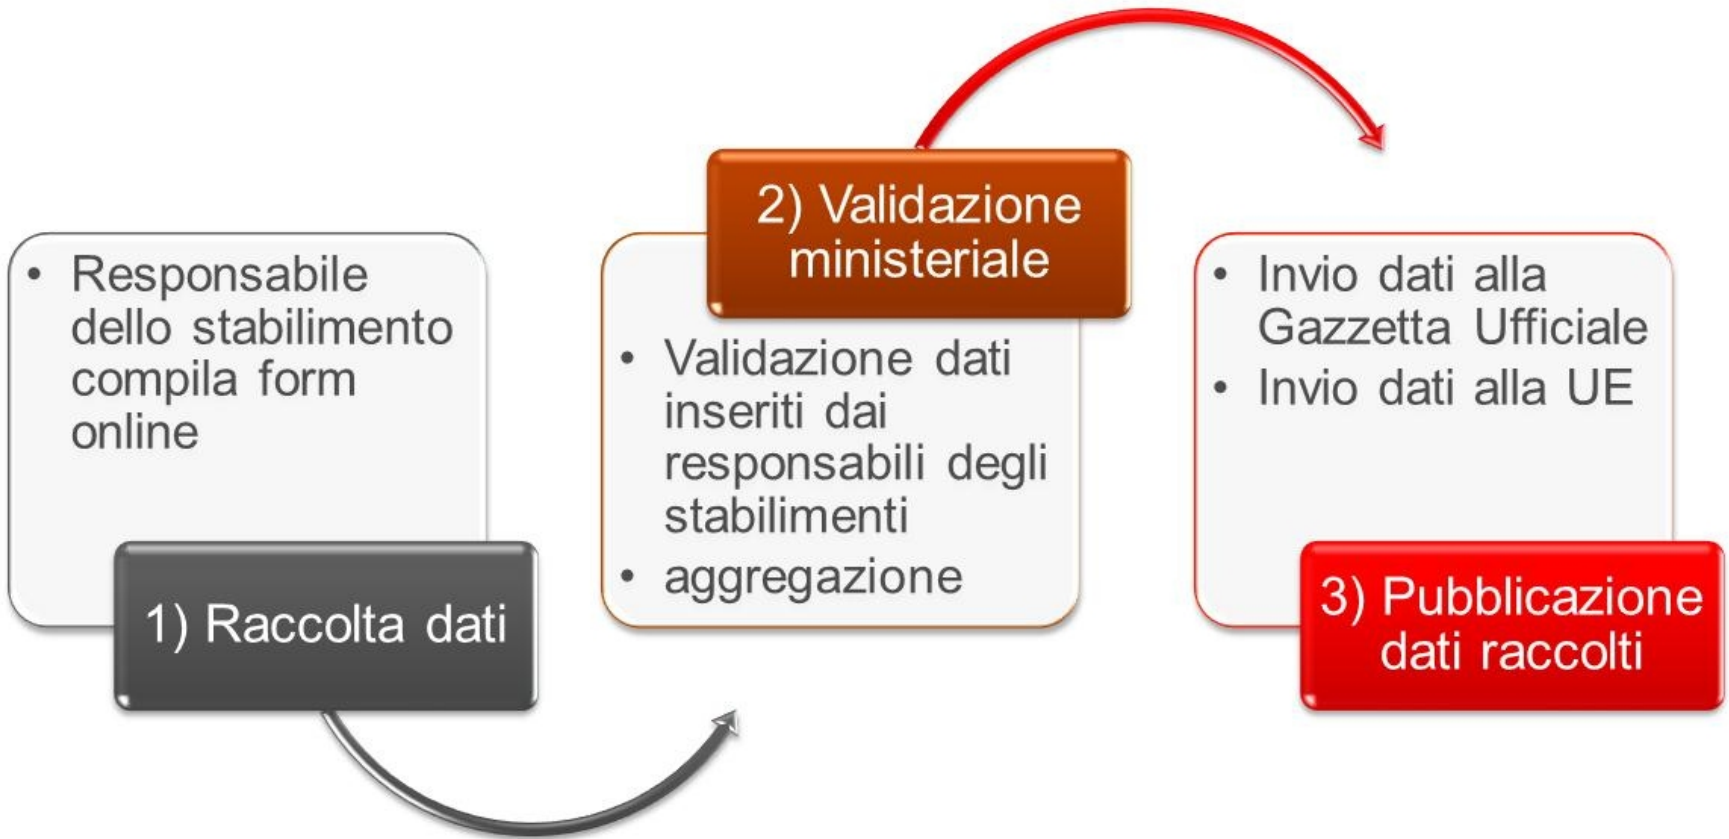 • Responsabile
dello stabilimento
compila form
online
1) Raccolta dati
2) Validazione
ministeriale
• Validazione dati
inseriti dai
responsabili degli
stabilimenti
• aggregazione
• Invio dati alla
Gazzetta Ufficiale
• Invio dati alla UE
3) Pubblicazione
dati raccolti